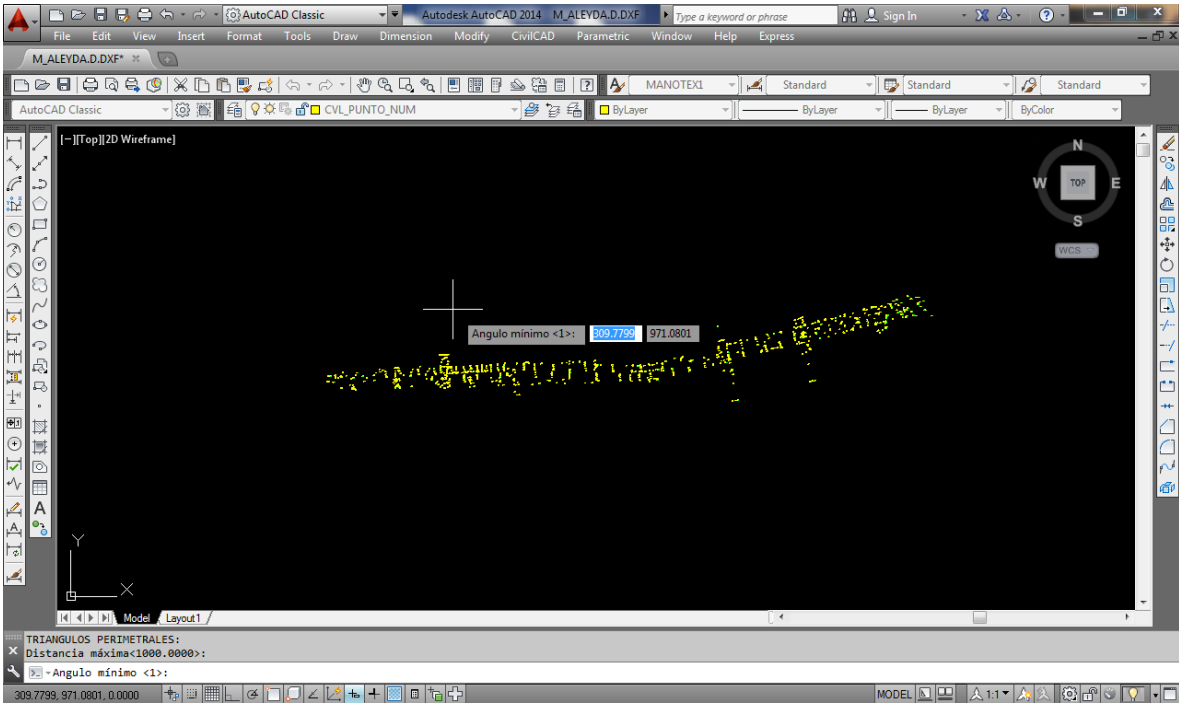 AutoCAD Classic
Autodesk AutoCAD 2014 M_ALEYDA.D.DXF
Type a keyword or phrase
Sign In
File Edit View Insert Format Tools Draw Dimension Modify CivilCAD Parametric Window Help Express
M_ALEYDA.D.DXF*
MANOTEX1 Standard Standard Standard
AutoCAD Classic CVL_PUNTO_NUM ByLayer ByLayer ByLayer ByColor
[−][Top][2D Wireframe]
N
W TOP E
S
WCS
Angulo mínimo <1>: 309.7799 971.0801
Y
X
Model Layout1
TRIANGULOS PERIMETRALES:
Distancia máxima<1000.0000>:
Angulo mínimo <1>:
309.7799, 971.0801, 0.0000 MODEL 1:1